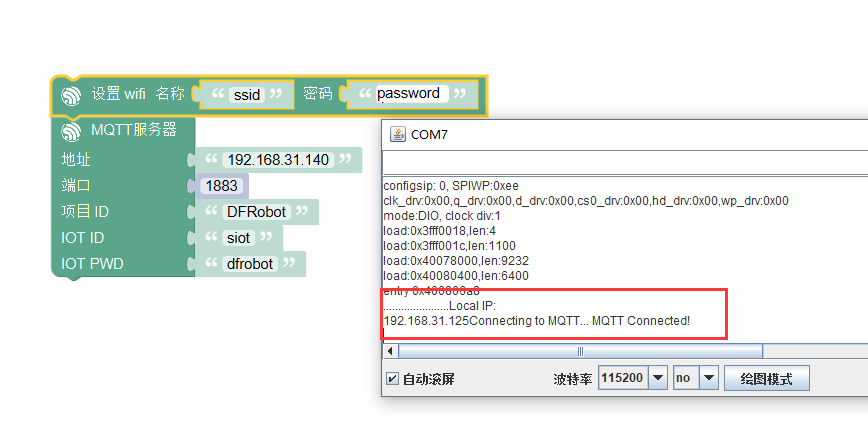 设置 wifi 名称 “ ssid ” 密码 “ password ”
MQTT服务器
地址 “ 192.168.31.140 ”
端口 1883
项目 ID “ DFRobot ”
IOT ID “ siot ”
IOT PWD “ dfrobot ”
COM7
configsip: 0, SPIWP:0xee
clk_drv:0x00,q_drv:0x00,d_drv:0x00,cs0_drv:0x00,hd_drv:0x00,wp_drv:0x00
mode:DIO, clock div:1
load:0x3fff0018,len:4
load:0x3fff001c,len:1100
load:0x40078000,len:9232
load:0x40080400,len:6400
entry 0x400800a8
......................Local IP:
192.168.31.125Connecting to MQTT... MQTT Connected!
自动滚屏 波特率 115200 no 绘图模式